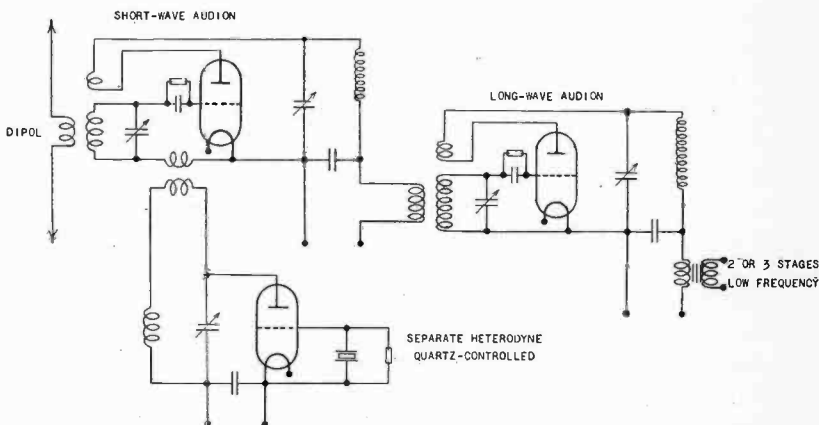 SHORT-WAVE AUDION
DIPOL
LONG-WAVE AUDION
2 OR 3 STAGES
LOW FREQUENCY
SEPARATE HETERODYNE
QUARTZ-CONTROLLED